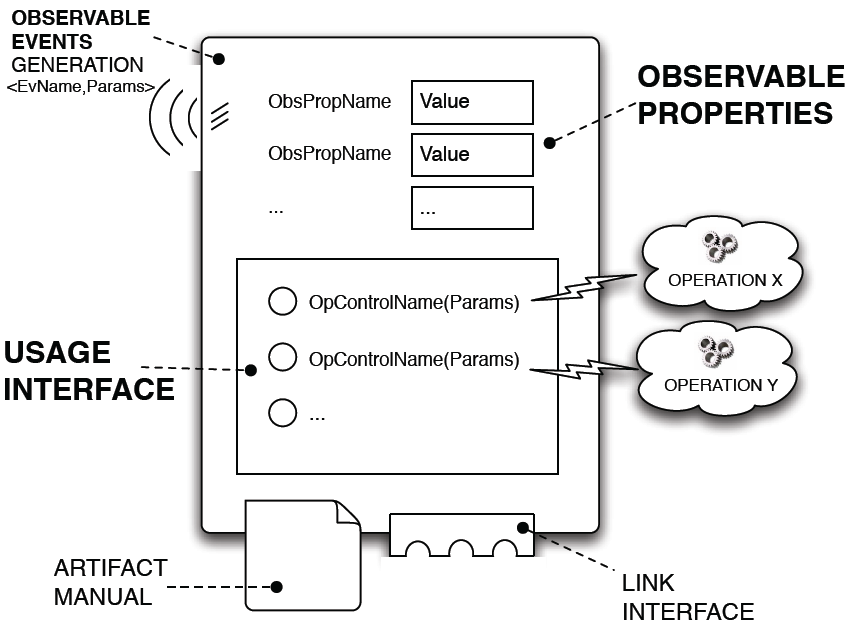 OBSERVABLE
EVENTS
GENERATION
<EvName,Params>
ObsPropName Value
ObsPropName Value
... ...
OBSERVABLE
PROPERTIES
OpControlName(Params)
OpControlName(Params)
...
OPERATION X
OPERATION Y
USAGE
INTERFACE
ARTIFACT
MANUAL
LINK
INTERFACE